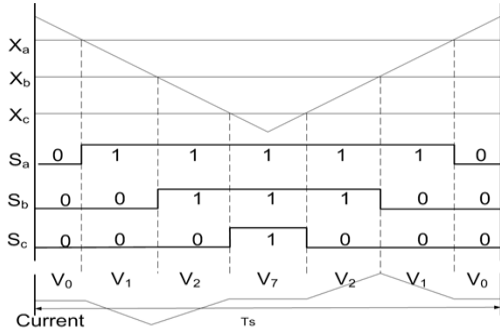 Xa
Xb
Xc
Sa 0 1 1 1 1 1 0
Sb 0 0 1 1 1 0 0
Sc 0 0 0 1 0 0 0
V0 V1 V2 V7 V2 V1 V0
Current Ts